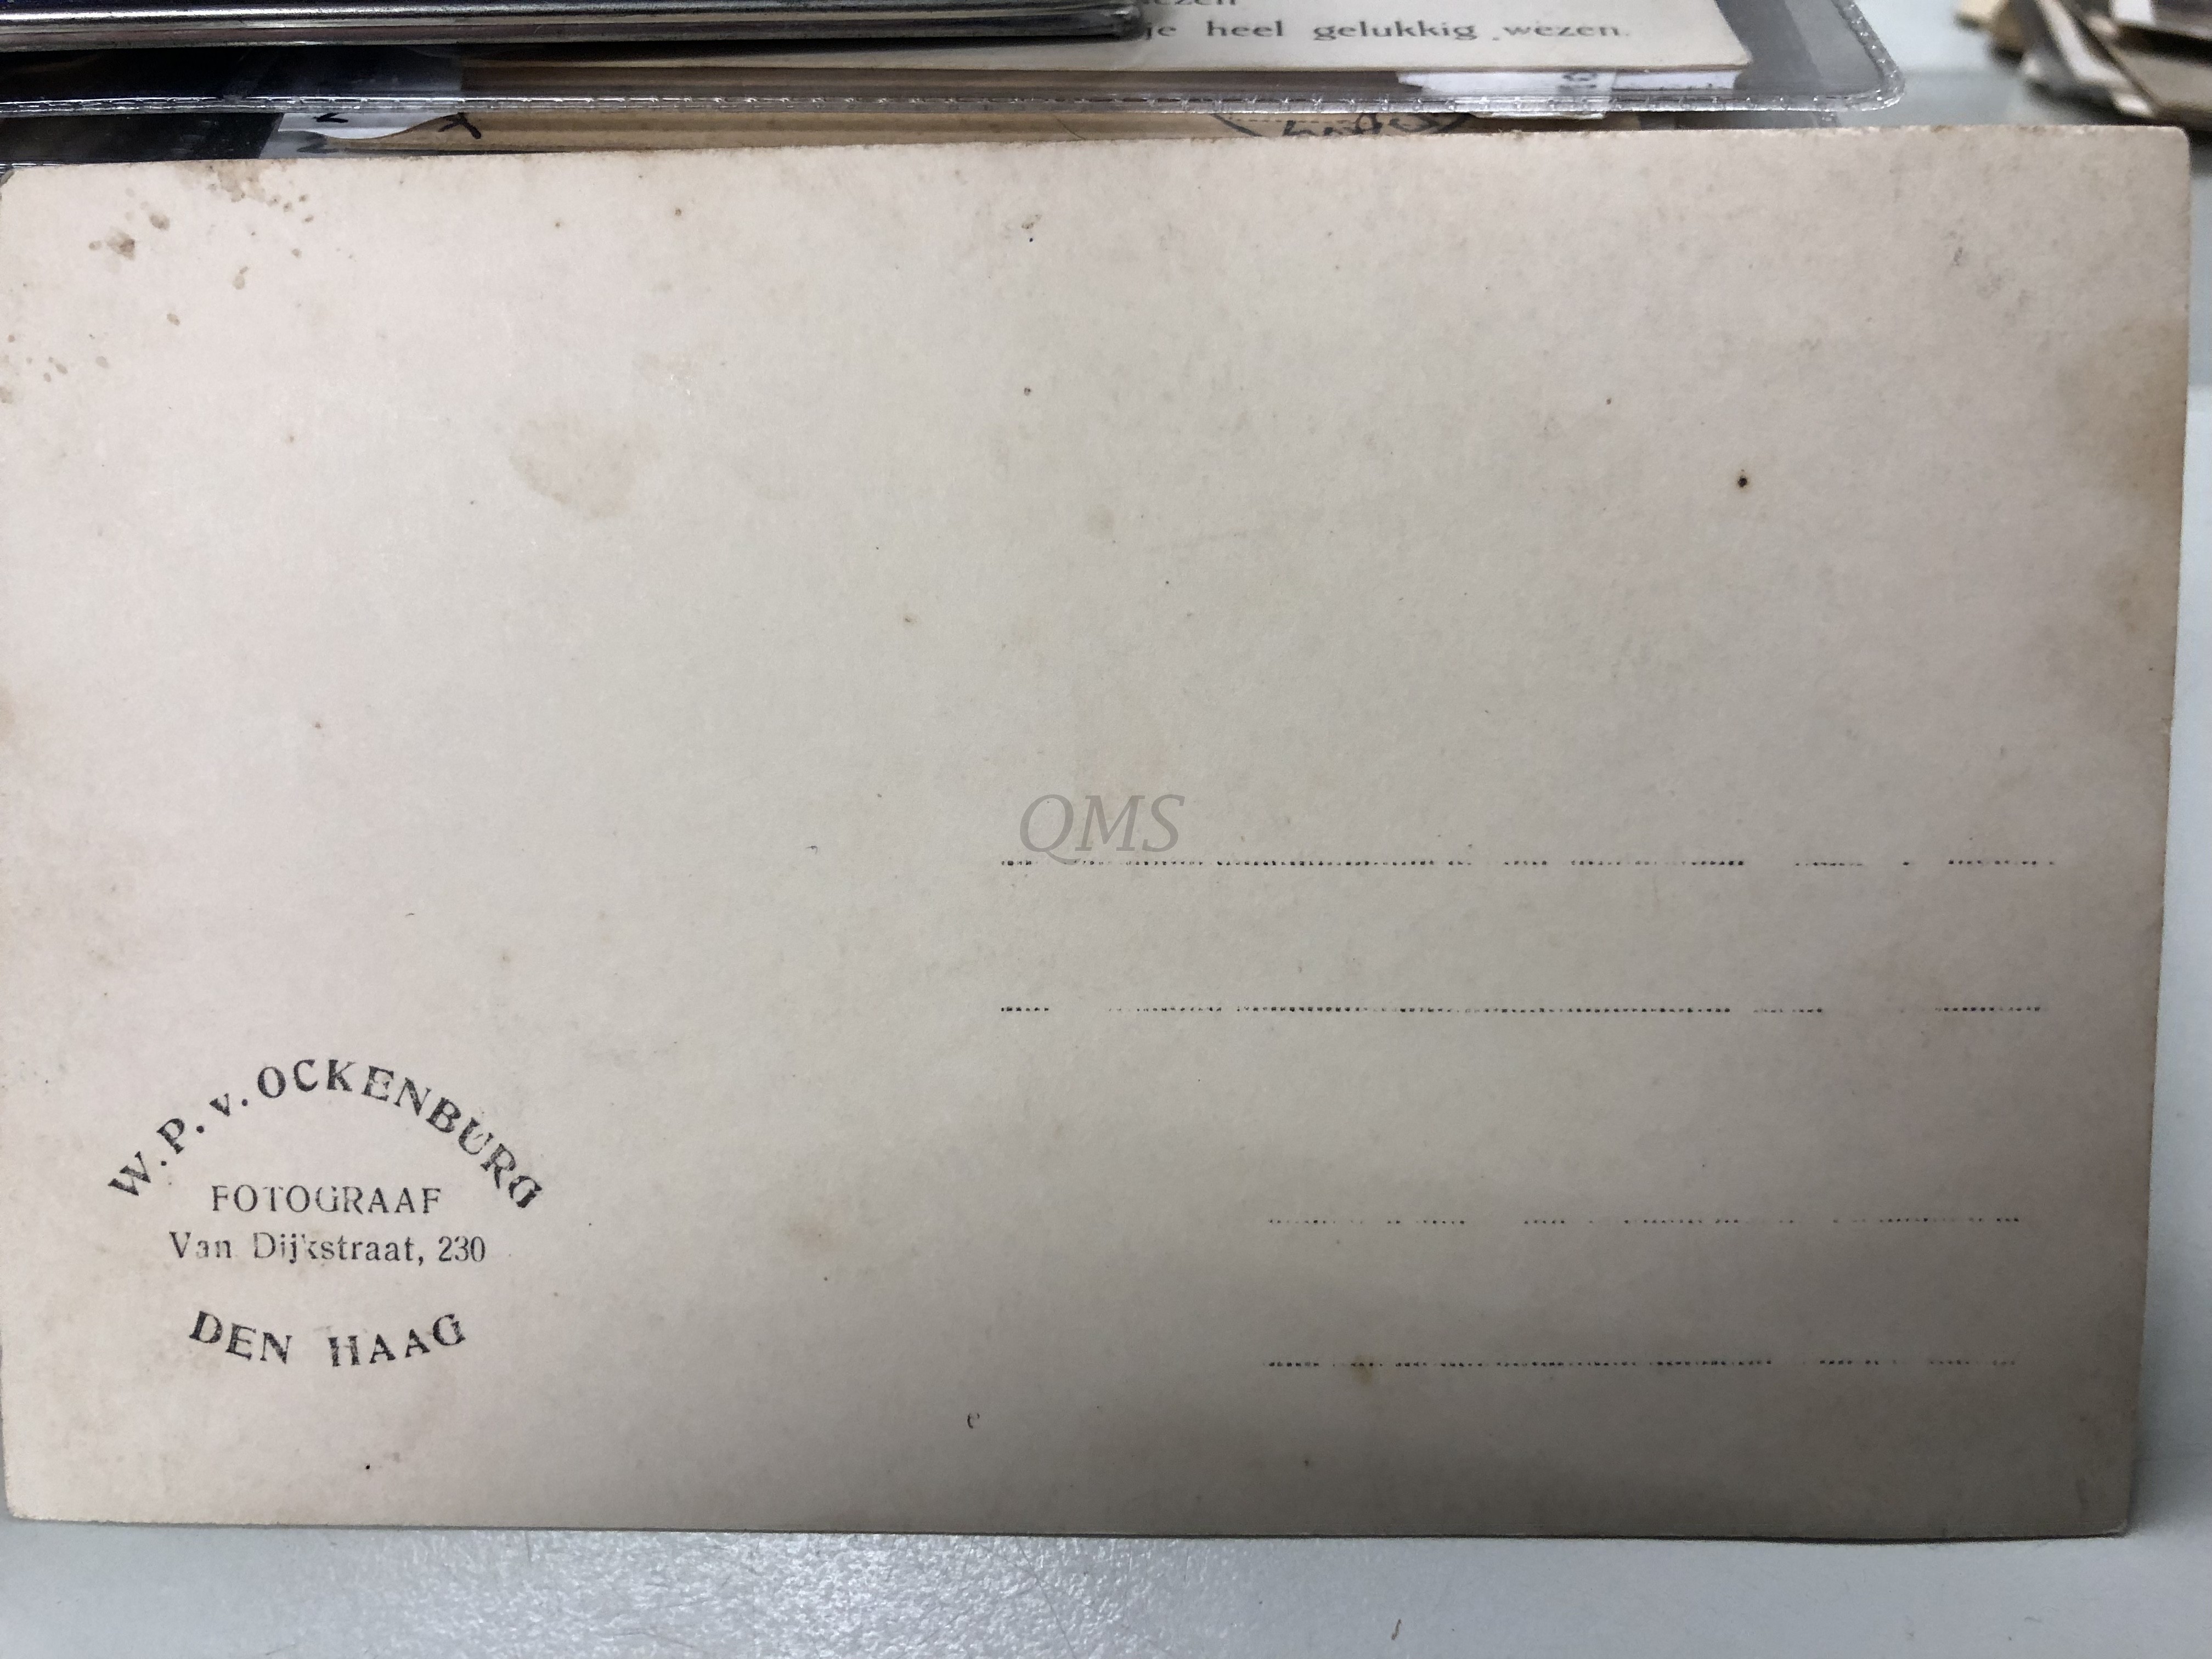 je heel gelukkig wezen.
QMS
W. P. v. OCKENBURG
FOTOGRAAF
Van Dijkstraat, 230
DEN HAAG
e